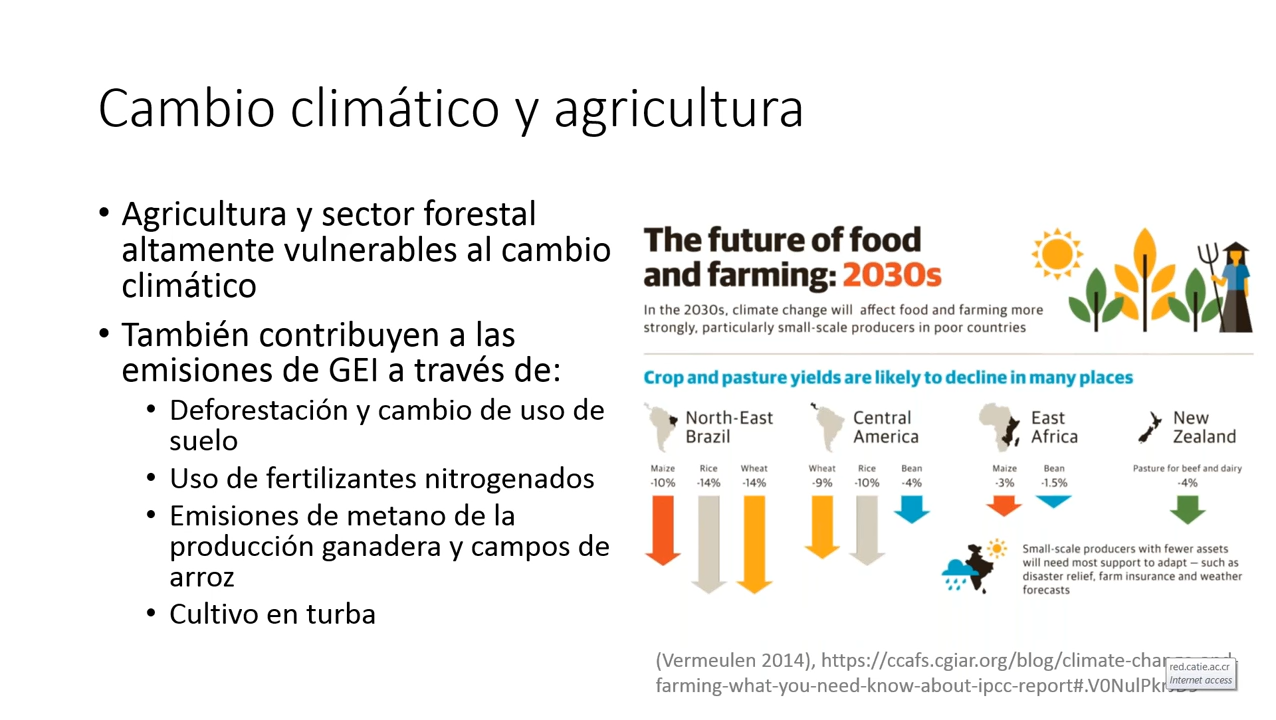 Cambio climático y agricultura
• Agricultura y sector forestal
altamente vulnerables al cambio
climático
• También contribuyen a las
emisiones de GEI a través de:
• Deforestación y cambio de uso de
suelo
• Uso de fertilizantes nitrogenados
• Emisiones de metano de la
producción ganadera y campos de
arroz
• Cultivo en turba
The future of food
and farming: 2030s
In the 2030s, climate change will affect food and farming more
strongly, particularly small-scale producers in poor countries
Crop and pasture yields are likely to decline in many places
North-East
Brazil
Maize Rice Wheat
-10% -14% -14%
Central
America
Wheat Rice Bean
-9% -10% -4%
East
Africa
Maize Bean
-3% -1.5%
New
Zealand
Pasture for beef and dairy
-4%
Small-scale producers with fewer assets
will need most support to adapt – such as
disaster relief, farm insurance and weather
forecasts
(Vermeulen 2014), https://ccafs.cgiar.org/blog/climate-change-and-
farming-what-you-need-know-about-ipcc-report#
red.catie.ac.cr
Internet access